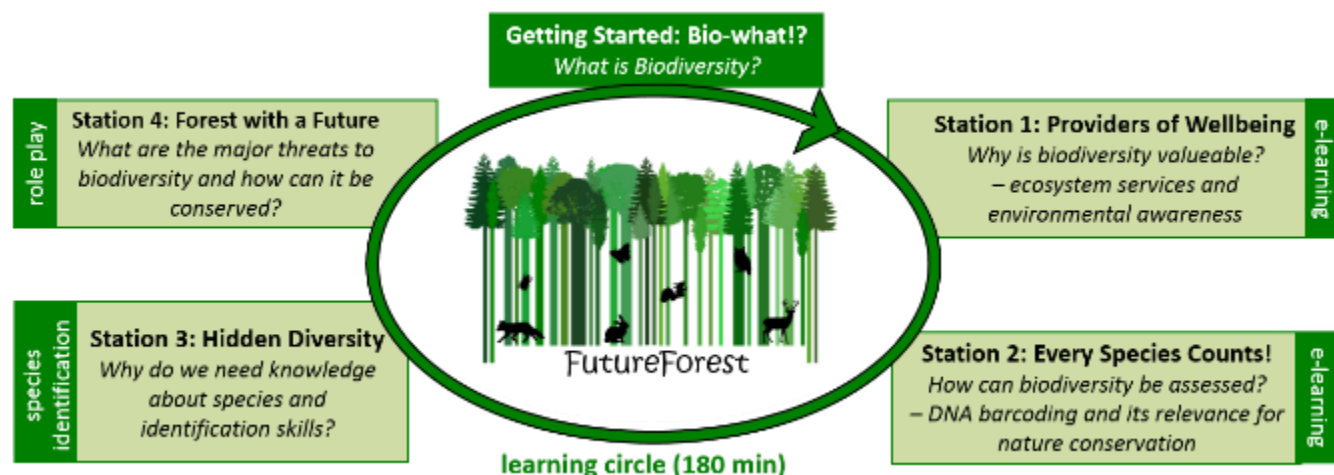 Getting Started: Bio-what!?
What is Biodiversity?
role play
Station 4: Forest with a Future
What are the major threats to
biodiversity and how can it be
conserved?
Station 1: Providers of Wellbeing
Why is biodiversity valueable?
– ecosystem services and
environmental awareness
e-learning
FutureForest
species
identification
Station 3: Hidden Diversity
Why do we need knowledge
about species and
identification skills?
Station 2: Every Species Counts!
How can biodiversity be assessed?
– DNA barcoding and its relevance for
nature conservation
e-learning
learning circle (180 min)